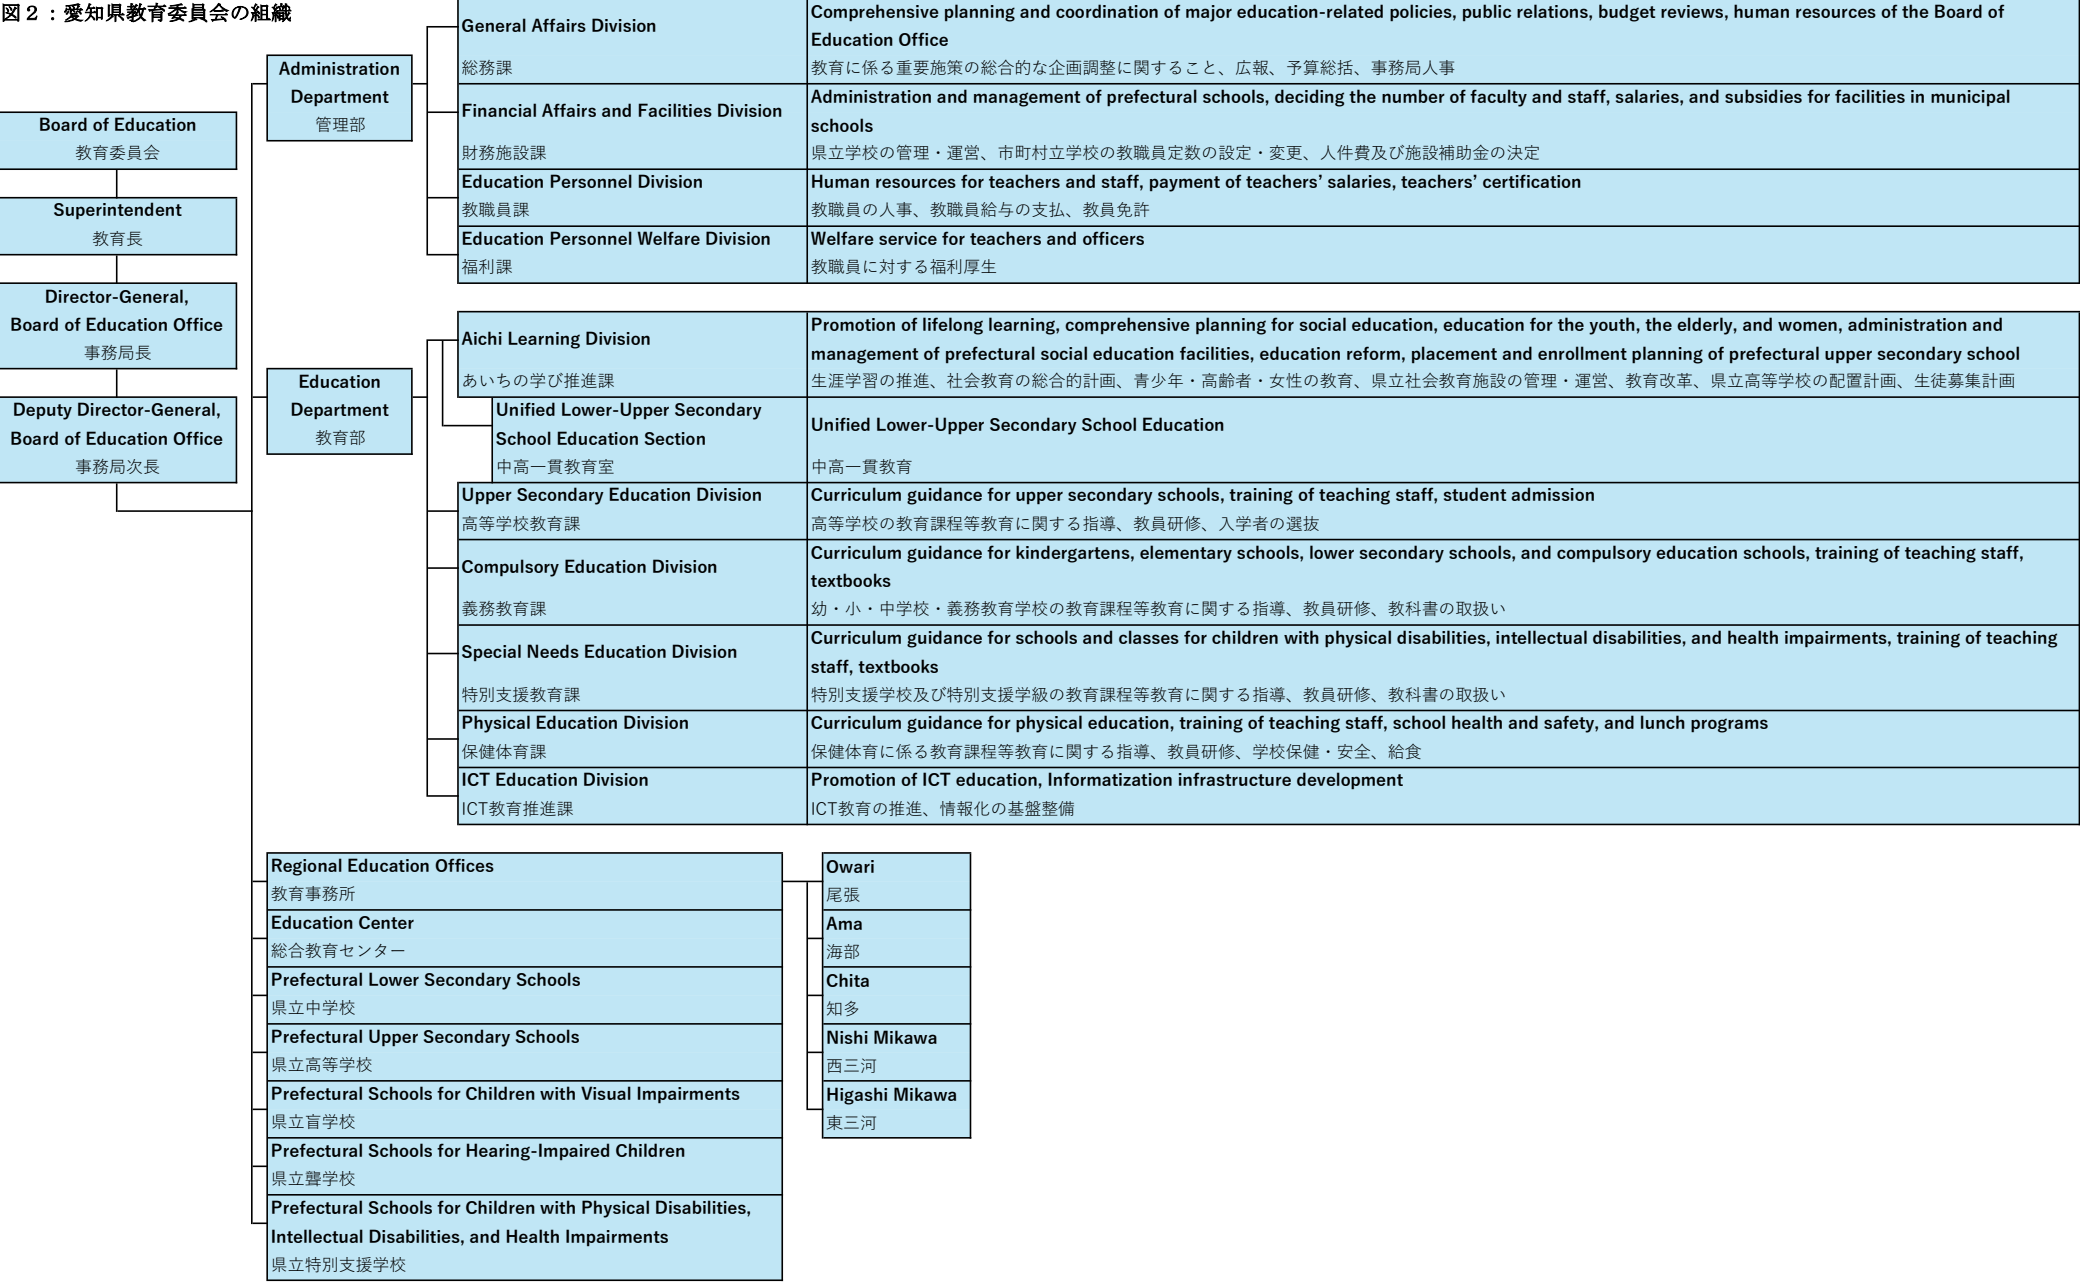 図２：愛知県教育委員会の組織
Board of Education
教育委員会
Superintendent
教育長
Director-General,
Board of Education Office
事務局長
Deputy Director-General,
Board of Education Office
事務局次長
Administration
Department
管理部
General Affairs Division
総務課
Comprehensive planning and coordination of major education-related policies, public relations, budget reviews, human resources of the Board of
Education Office
教育に係る重要施策の総合的な企画調整に関すること、広報、予算総括、事務局人事
Financial Affairs and Facilities Division
財務施設課
Administration and management of prefectural schools, deciding the number of faculty and staff, salaries, and subsidies for facilities in municipal
schools
県立学校の管理・運営、市町村立学校の教職員定数の設定・変更、人件費及び施設補助金の決定
Education Personnel Division
教職員課
Human resources for teachers and staff, payment of teachers’ salaries, teachers’ certification
教職員の人事、教職員給与の支払、教員免許
Education Personnel Welfare Division
福利課
Welfare service for teachers and officers
教職員に対する福利厚生
Education
Department
教育部
Aichi Learning Division
あいちの学び推進課
Promotion of lifelong learning, comprehensive planning for social education, education for the youth, the elderly, and women, administration and
management of prefectural social education facilities, education reform, placement and enrollment planning of prefectural upper secondary school
生涯学習の推進、社会教育の総合的計画、青少年・高齢者・女性の教育、県立社会教育施設の管理・運営、教育改革、県立高等学校の配置計画、生徒募集計画
Unified Lower-Upper Secondary
School Education Section
中高一貫教育室
Unified Lower-Upper Secondary School Education
中高一貫教育
Upper Secondary Education Division
高等学校教育課
Curriculum guidance for upper secondary schools, training of teaching staff, student admission
高等学校の教育課程等教育に関する指導、教員研修、入学者の選抜
Compulsory Education Division
義務教育課
Curriculum guidance for kindergartens, elementary schools, lower secondary schools, and compulsory education schools, training of teaching staff,
textbooks
幼・小・中学校・義務教育学校の教育課程等教育に関する指導、教員研修、教科書の取扱い
Special Needs Education Division
特別支援教育課
Curriculum guidance for schools and classes for children with physical disabilities, intellectual disabilities, and health impairments, training of teaching
staff, textbooks
特別支援学校及び特別支援学級の教育課程等教育に関する指導、教員研修、教科書の取扱い
Physical Education Division
保健体育課
Curriculum guidance for physical education, training of teaching staff, school health and safety, and lunch programs
保健体育に係る教育課程等教育に関する指導、教員研修、学校保健・安全、給食
ICT Education Division
ICT教育推進課
Promotion of ICT education, Informatization infrastructure development
ICT教育の推進、情報化の基盤整備
Regional Education Offices
教育事務所
Education Center
総合教育センター
Prefectural Lower Secondary Schools
県立中学校
Prefectural Upper Secondary Schools
県立高等学校
Prefectural Schools for Children with Visual Impairments
県立盲学校
Prefectural Schools for Hearing-Impaired Children
県立聾学校
Prefectural Schools for Children with Physical Disabilities,
Intellectual Disabilities, and Health Impairments
県立特別支援学校
Owari
尾張
Ama
海部
Chita
知多
Nishi Mikawa
西三河
Higashi Mikawa
東三河